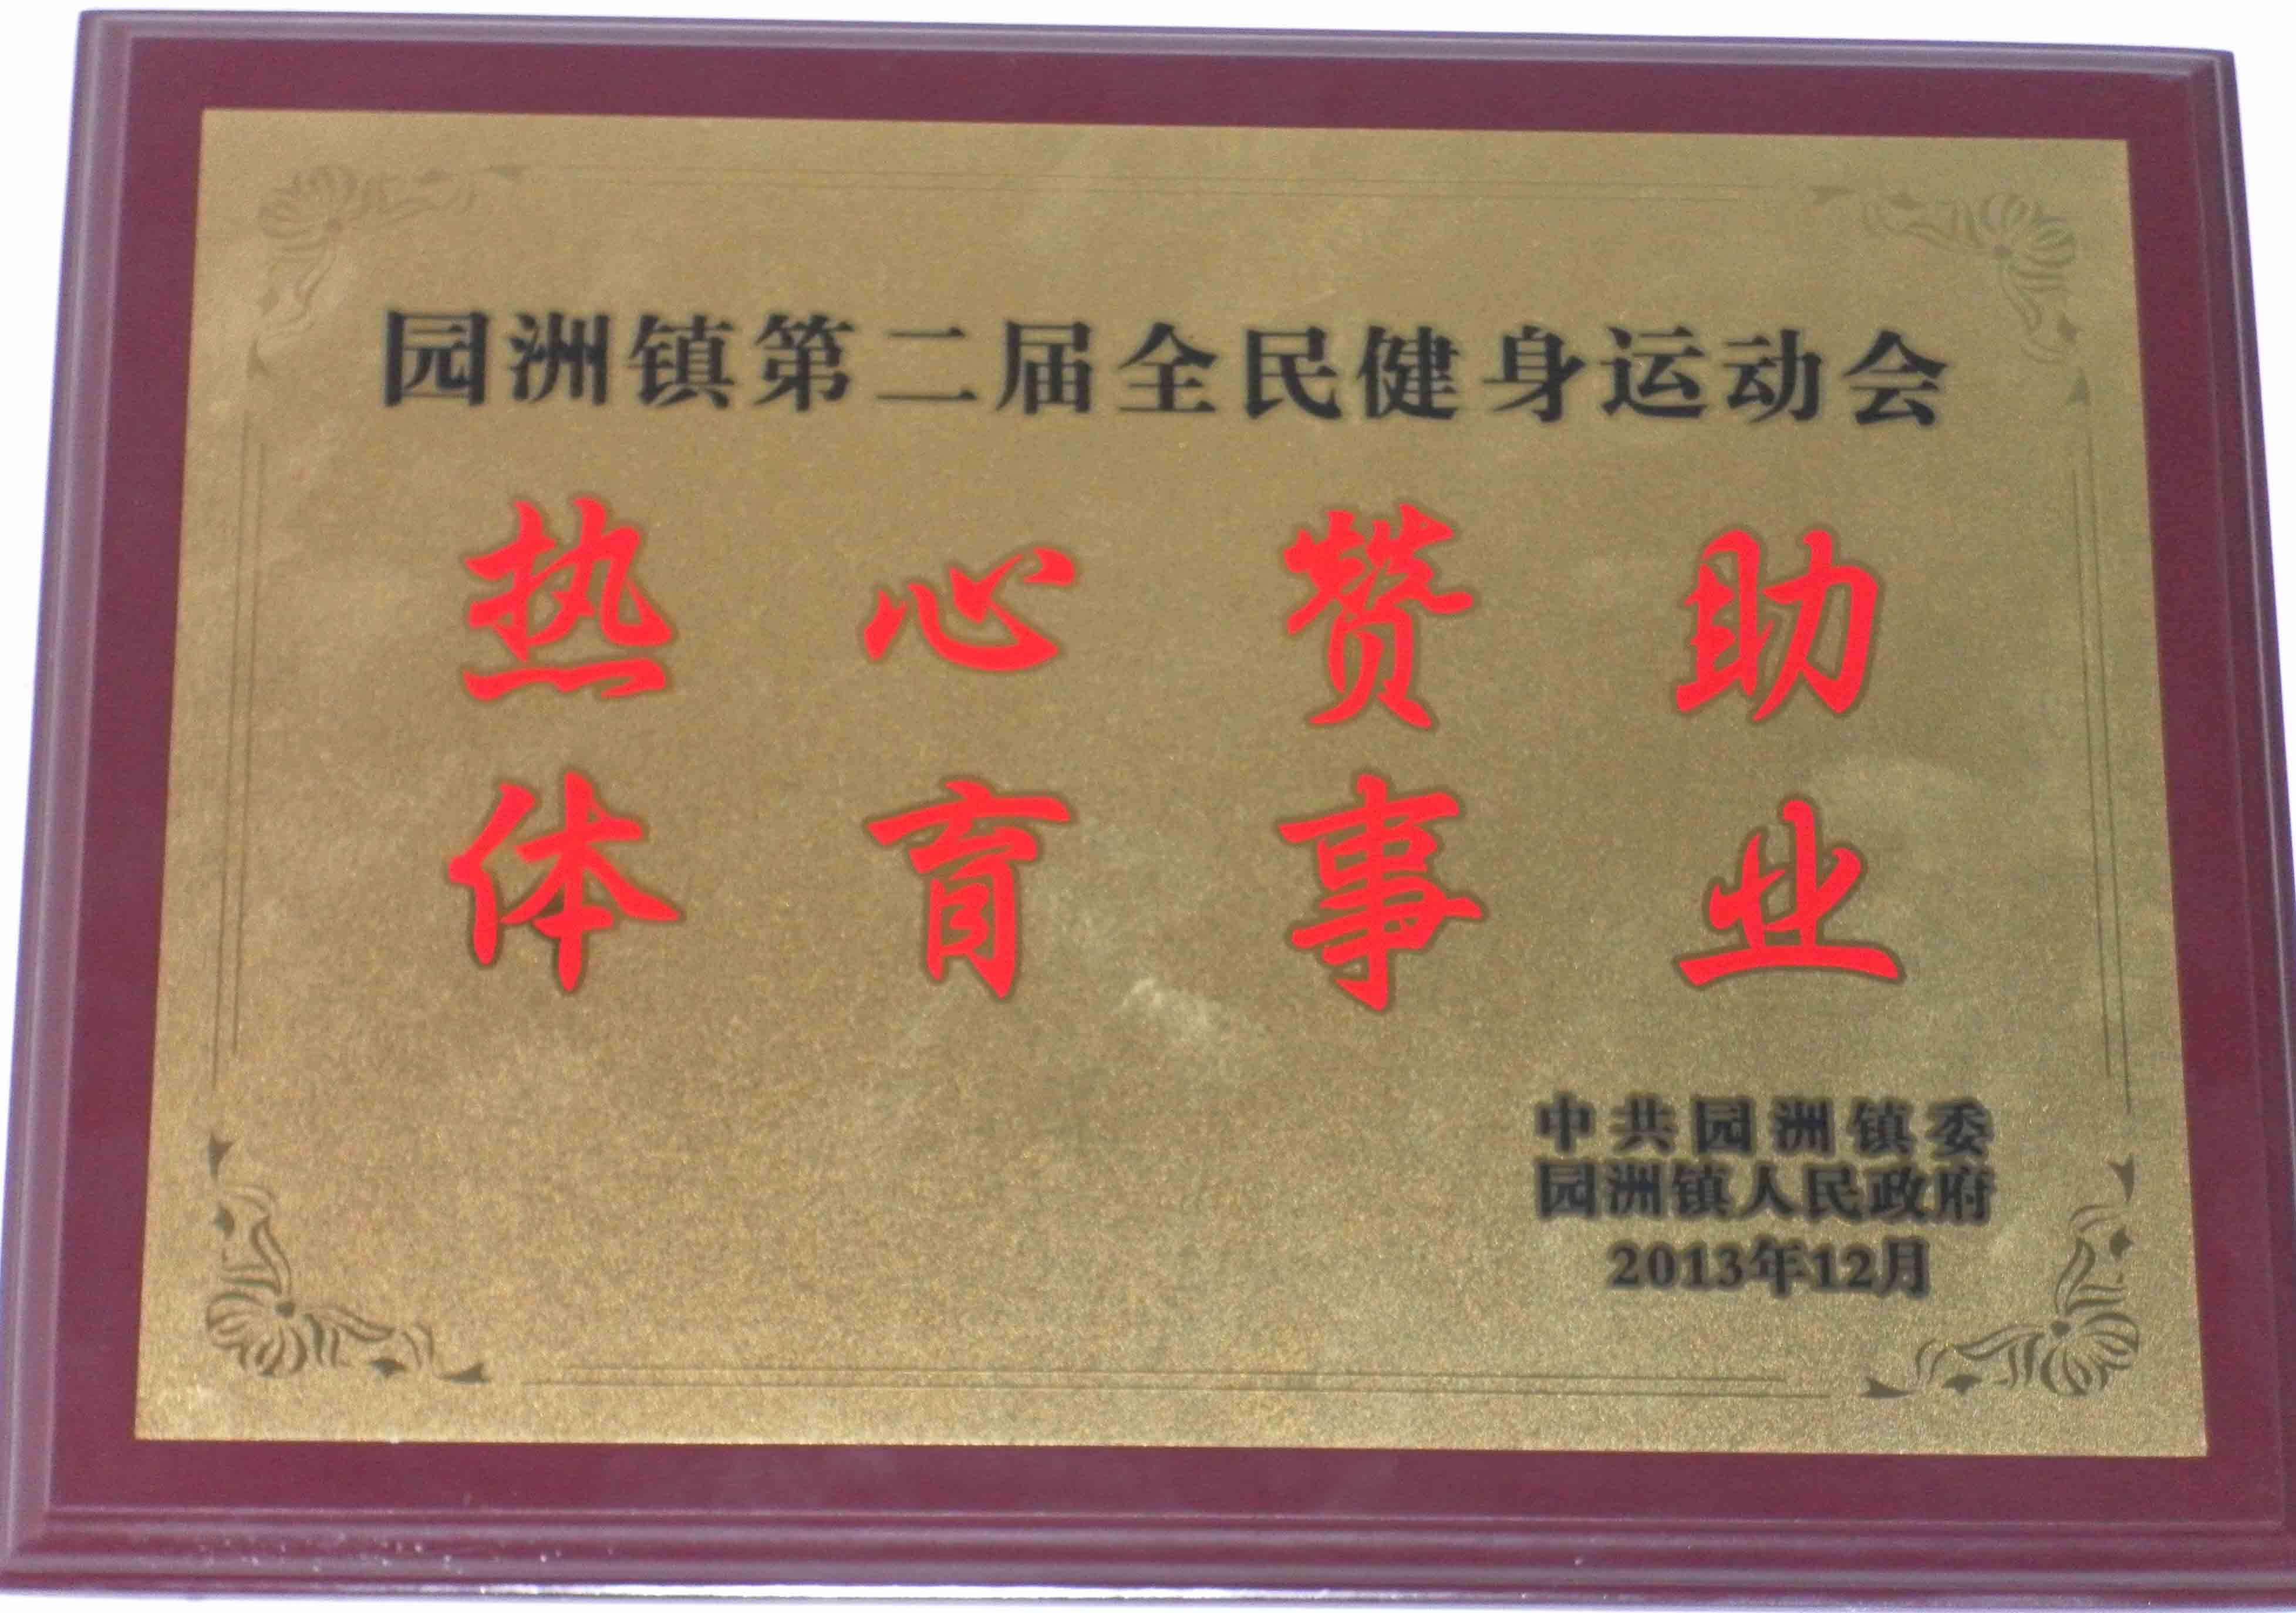 园洲镇第二届全民健身运动会
热心赞助
体育事业
中共园洲镇委
园洲镇人民政府
2013年12月